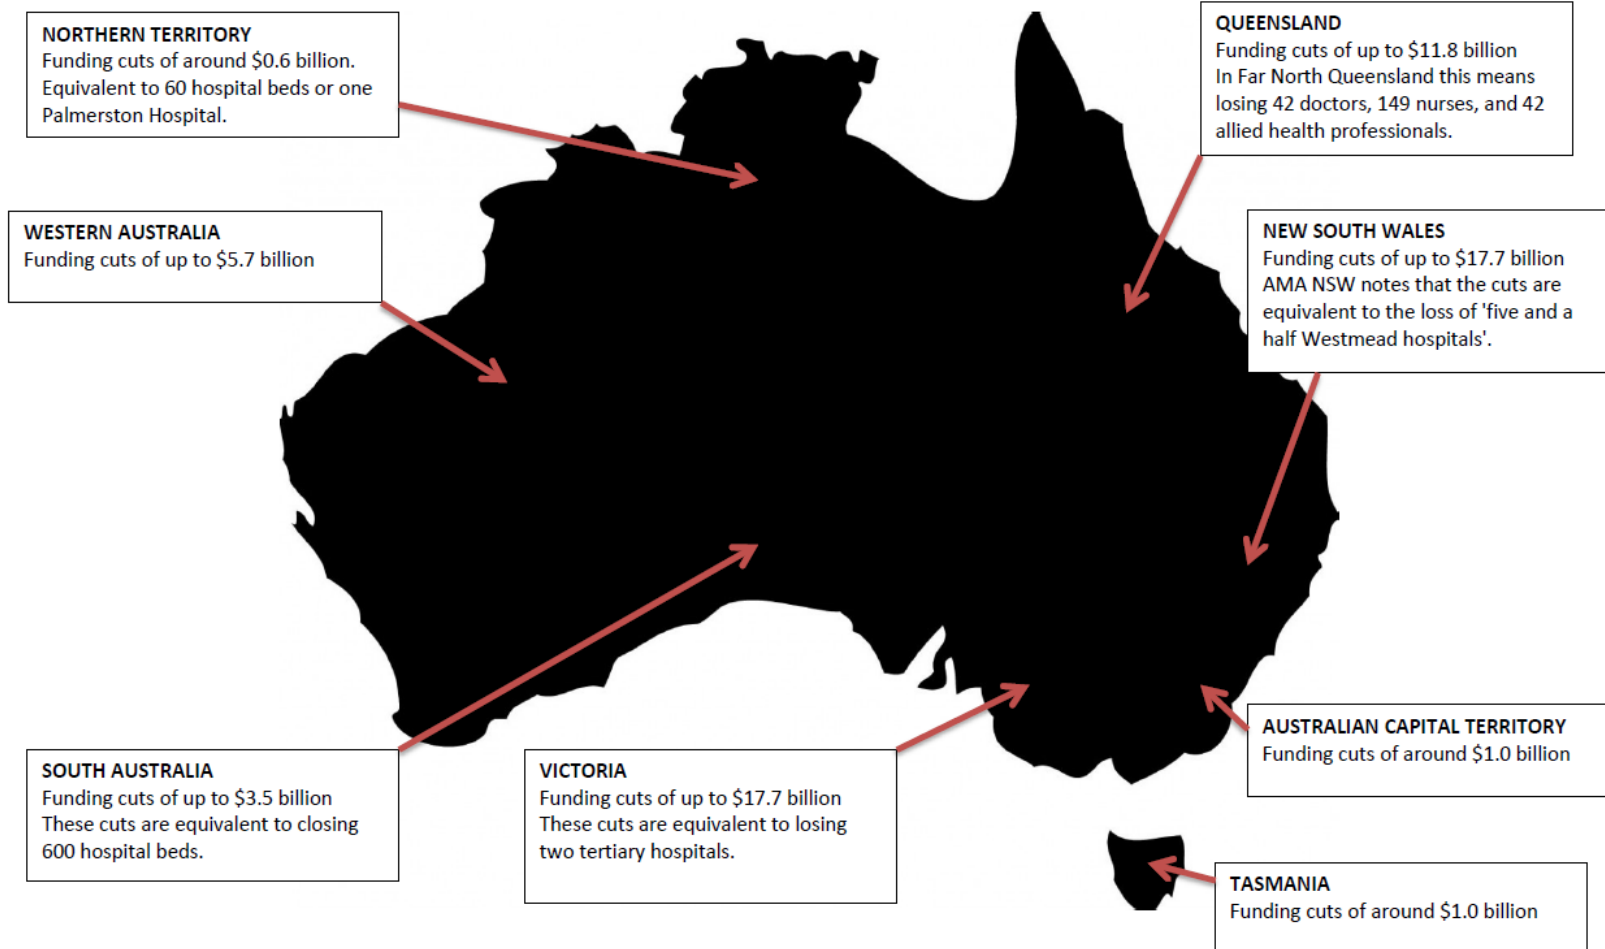 NORTHERN TERRITORY
Funding cuts of around $0.6 billion.
Equivalent to 60 hospital beds or one
Palmerston Hospital.
QUEENSLAND
Funding cuts of up to $11.8 billion
In Far North Queensland this means
losing 42 doctors, 149 nurses, and 42
allied health professionals.
WESTERN AUSTRALIA
Funding cuts of up to $5.7 billion
NEW SOUTH WALES
Funding cuts of up to $17.7 billion
AMA NSW notes that the cuts are
equivalent to the loss of 'five and a
half Westmead hospitals'.
SOUTH AUSTRALIA
Funding cuts of up to $3.5 billion
These cuts are equivalent to closing
600 hospital beds.
VICTORIA
Funding cuts of up to $17.7 billion
These cuts are equivalent to losing
two tertiary hospitals.
AUSTRALIAN CAPITAL TERRITORY
Funding cuts of around $1.0 billion
TASMANIA
Funding cuts of around $1.0 billion